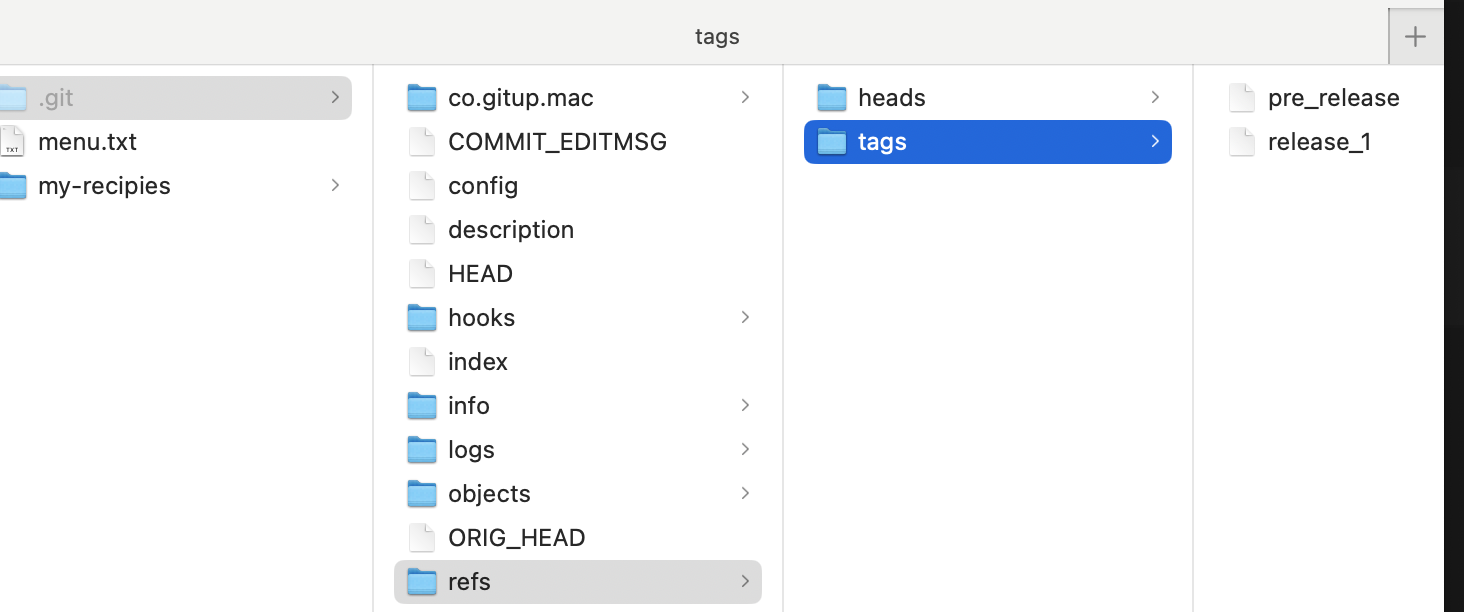 tags
.git
menu.txt
my-recipies
co.gitup.mac
COMMIT_EDITMSG
config
description
HEAD
hooks
index
info
logs
objects
ORIG_HEAD
refs
heads
tags
pre_release
release_1
TXT